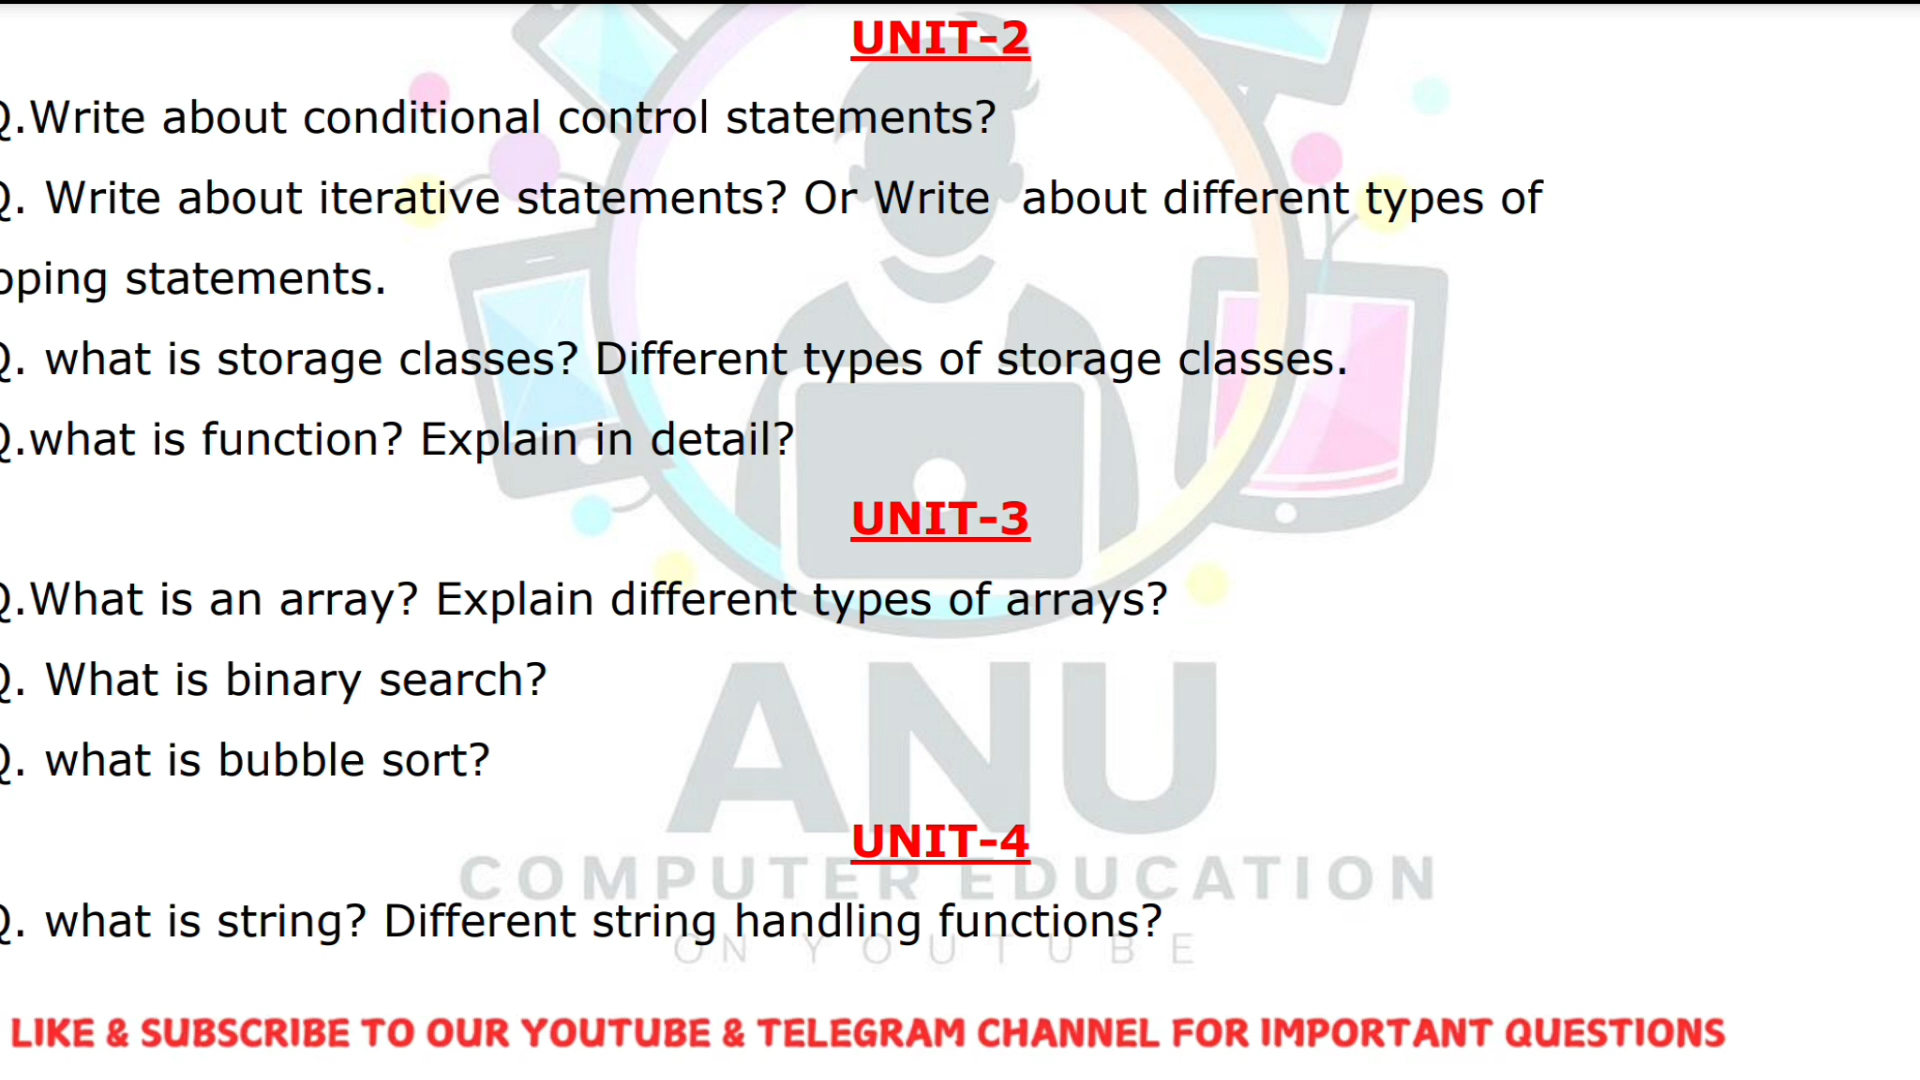 UNIT-2
Q.Write about conditional control statements?
Q. Write about iterative statements? Or Write about different types of
oping statements.
Q. what is storage classes? Different types of storage classes.
Q.what is function? Explain in detail?
UNIT-3
Q.What is an array? Explain different types of arrays?
Q. What is binary search?
Q. what is bubble sort?
ANU
UNIT-4
COMPUTER EDUCATION
Q. what is string? Different string handling functions?
ON YOUTUBE
LIKE & SUBSCRIBE TO OUR YOUTUBE & TELEGRAM CHANNEL FOR IMPORTANT QUESTIONS